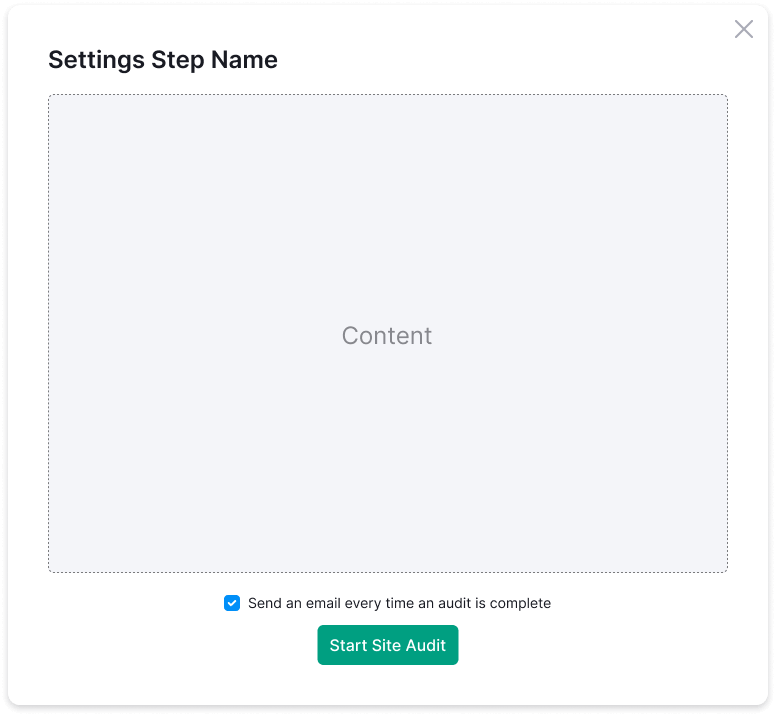 Settings Step Name
Content
Send an email every time an audit is complete
Start Site Audit